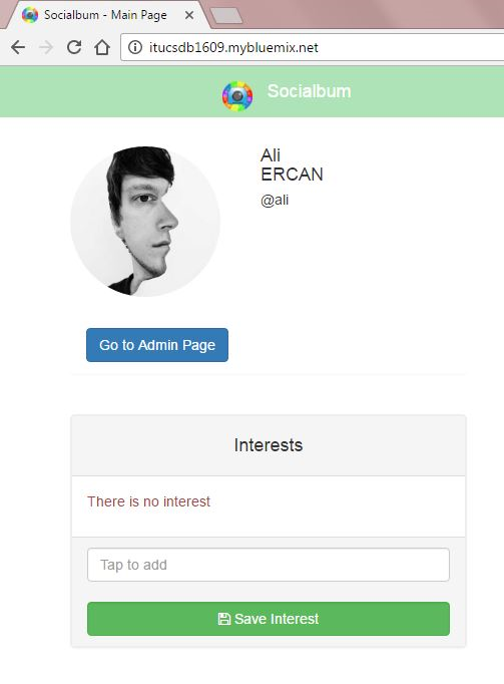 Socialbum - Main Page
itucsdb1609.mybluemix.net
Socialbum
Ali
ERCAN
@ali
Go to Admin Page
Interests
There is no interest
Tap to add
Save Interest